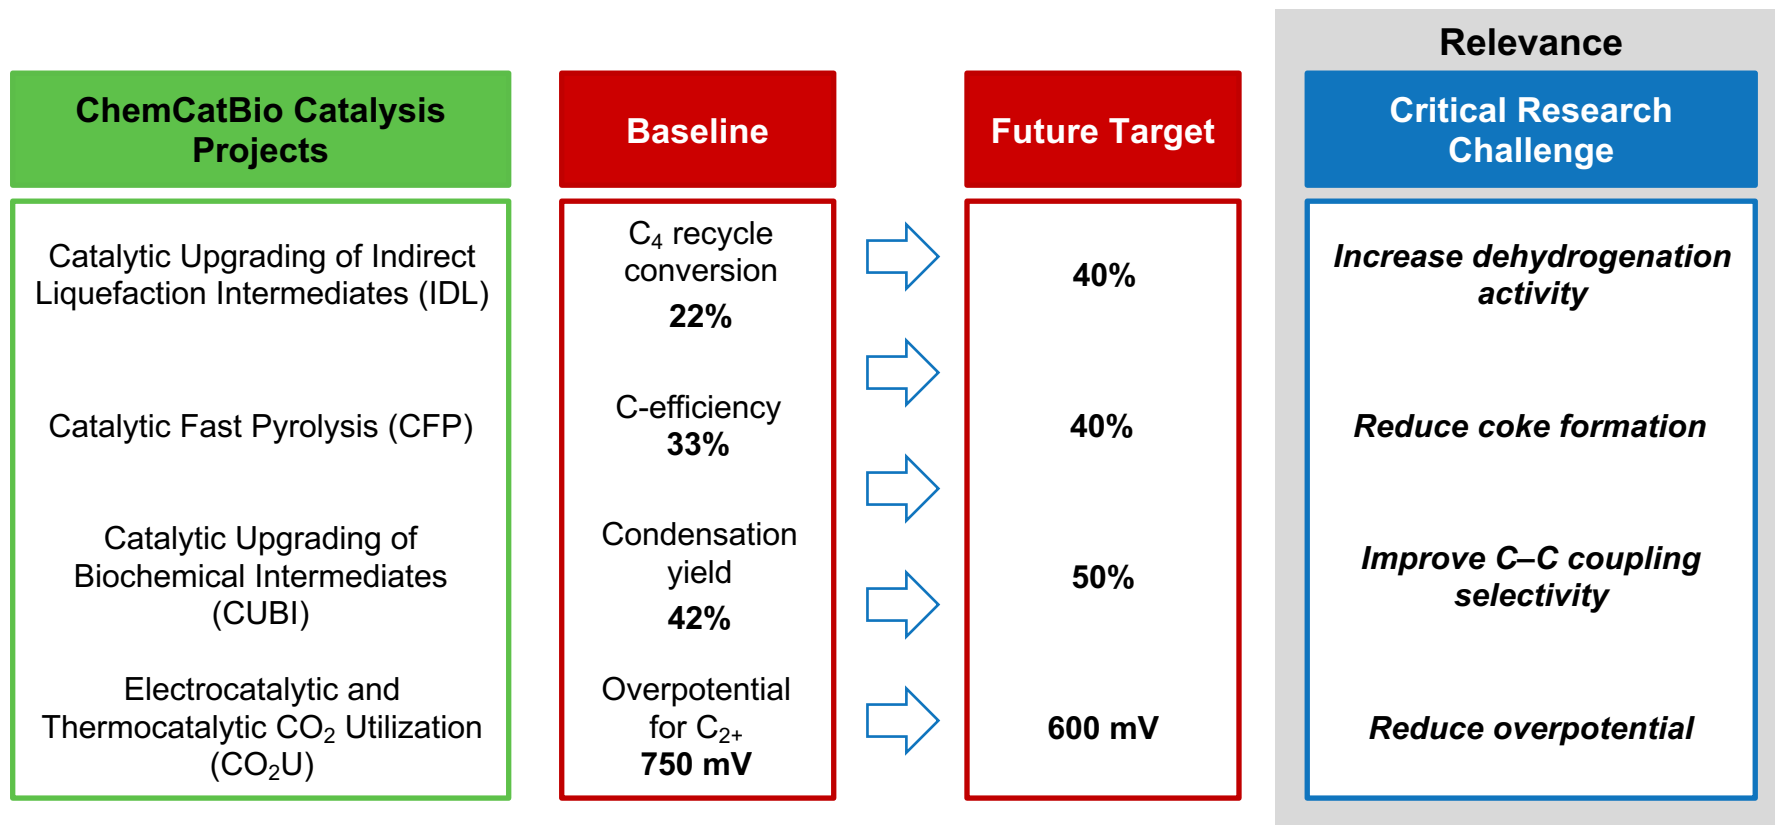 Relevance
ChemCatBio Catalysis
Projects
Baseline
Future Target
Critical Research
Challenge
Catalytic Upgrading of Indirect
Liquefaction Intermediates (IDL)
C₄ recycle
conversion
22%
40%
Increase dehydrogenation
activity
Catalytic Fast Pyrolysis (CFP)
C-efficiency
33%
40%
Reduce coke formation
Catalytic Upgrading of
Biochemical Intermediates
(CUBI)
Condensation
yield
42%
50%
Improve C–C coupling
selectivity
Electrocatalytic and
Thermocatalytic CO₂ Utilization
(CO₂U)
Overpotential
for C₂₊
750 mV
600 mV
Reduce overpotential